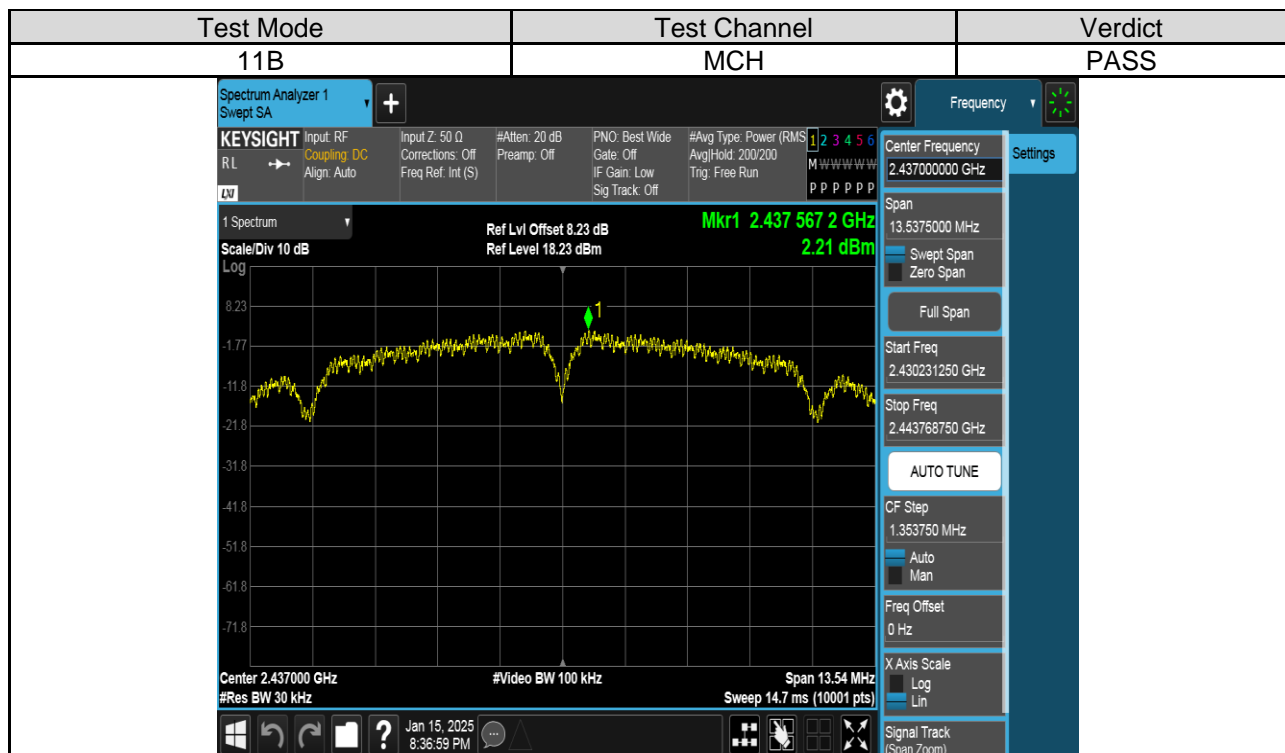 Test Mode Test Channel Verdict
11B MCH PASS
Spectrum Analyzer 1
Swept SA
+
Frequency
KEYSIGHT
R L
LXI
Input: RF
Coupling: DC
Align: Auto
Input Z: 50 Ω
Corrections: Off
Freq Ref: Int (S)
#Atten: 20 dB
Preamp: Off
PNO: Best Wide
Gate: Off
IF Gain: Low
Sig Track: Off
#Avg Type: Power (RMS
Avg|Hold: 200/200
Trig: Free Run
1 2 3 4 5 6
M W W W W W
P P P P P P
1 Spectrum
Scale/Div 10 dB
Log
Ref Lvl Offset 8.23 dB
Ref Level 18.23 dBm
Mkr1 2.437 567 2 GHz
2.21 dBm
1
8.23
-1.77
-11.8
-21.8
-31.8
-41.8
-51.8
-61.8
-71.8
Center 2.437000 GHz
#Res BW 30 kHz
#Video BW 100 kHz
Span 13.54 MHz
Sweep 14.7 ms (10001 pts)
Center Frequency
2.437000000 GHz
Span
13.5375000 MHz
Swept Span
Zero Span
Full Span
Start Freq
2.430231250 GHz
Stop Freq
2.443768750 GHz
AUTO TUNE
CF Step
1.353750 MHz
Auto
Man
Freq Offset
0 Hz
X Axis Scale
Log
Lin
Signal Track
(Span Zoom)
Settings
?
Jan 15, 2025
8:36:59 PM